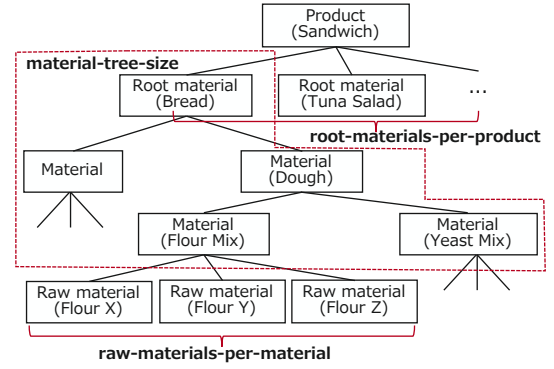 Product
(Sandwich)
material-tree-size
Root material
(Bread)
Root material
(Tuna Salad)
...
root-materials-per-product
Material
Material
(Dough)
Material
(Flour Mix)
Material
(Yeast Mix)
Raw material
(Flour X)
Raw material
(Flour Y)
Raw material
(Flour Z)
raw-materials-per-material